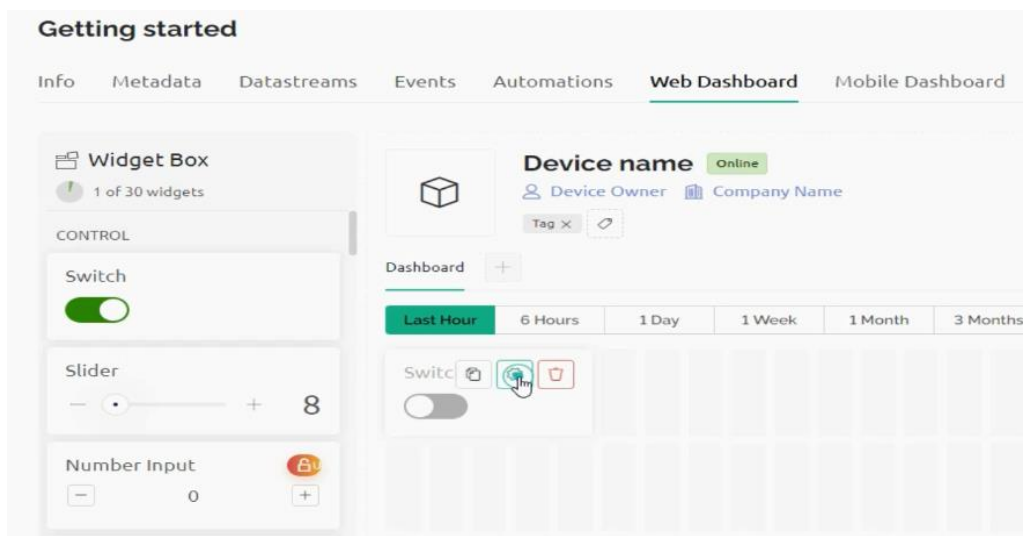 Getting started
Info Metadata Datastreams Events Automations Web Dashboard Mobile Dashboard
Widget Box
1 of 30 widgets
CONTROL
Switch
Slider
8
Number Input
0
Device name Online
Device Owner Company Name
Tag
Dashboard
Last Hour 6 Hours 1 Day 1 Week 1 Month 3 Months
Switc